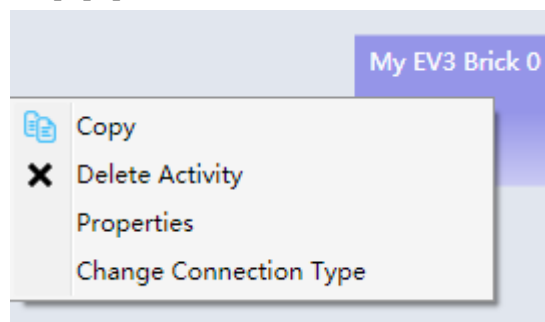 My EV3 Brick 0
Copy
Delete Activity
Properties
Change Connection Type